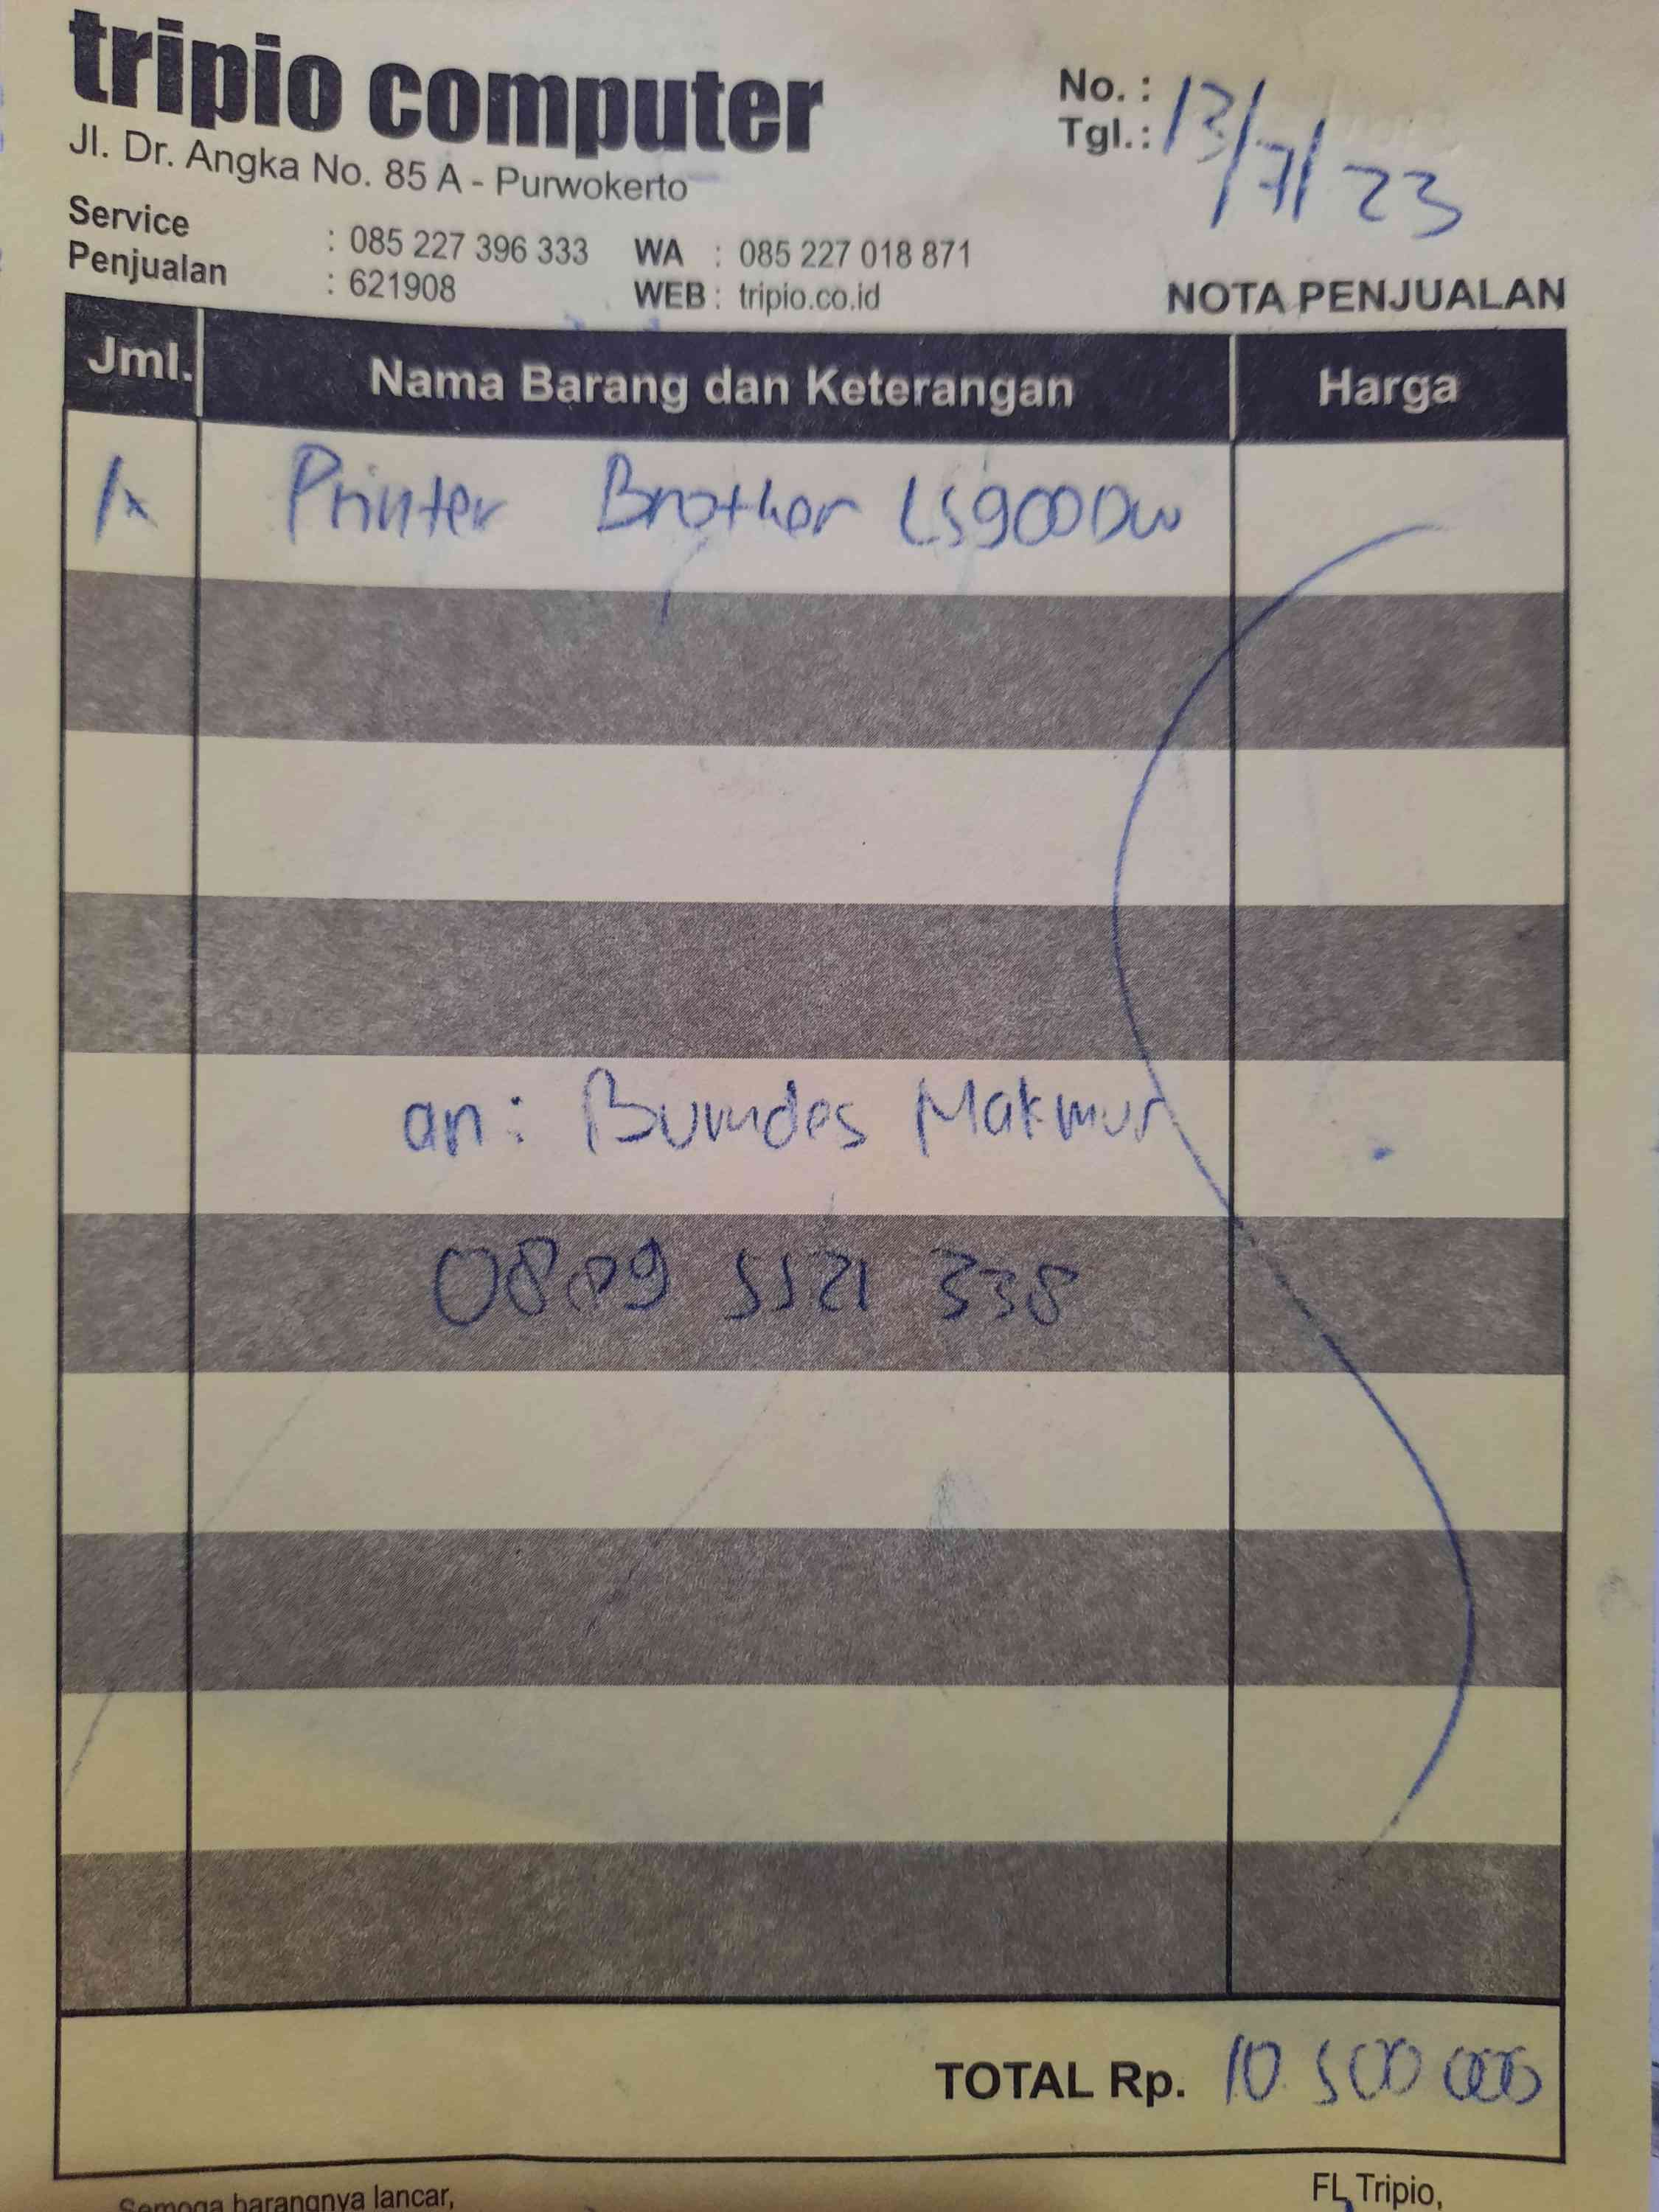 tripio computer
Jl. Dr. Angka No. 85 A - Purwokerto
No. :
Tgl. : 13/7/23
Service : 085 227 396 333 WA : 085 227 018 871
Penjualan : 621908 WEB : tripio.co.id
NOTA PENJUALAN
Jml. Nama Barang dan Keterangan Harga
1x Printer Brother L5900DW
an : Bumdes Makmur
5521 338
TOTAL Rp. 10 500 000
Semoga barangnya lancar,
FL Tripio,